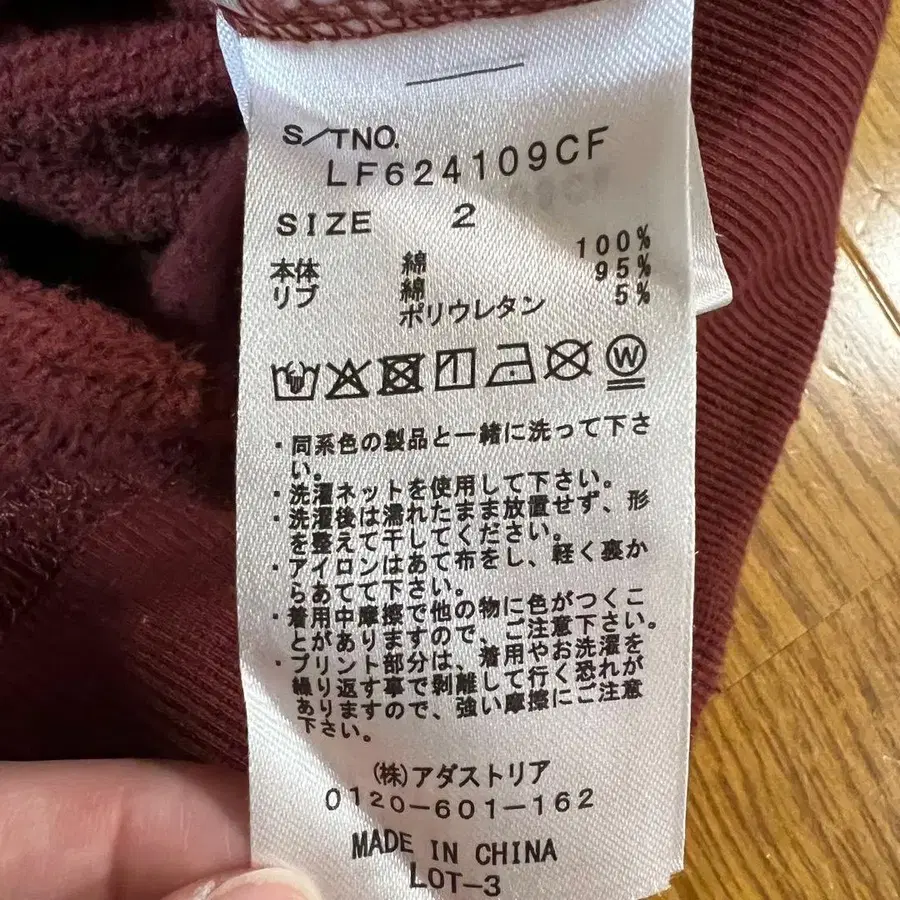 S/TNO.
LF624109CF
SIZE 2
本体 綿 100%
リブ 綿 95%
ポリウレタン 5%
W
・同系色の製品と一緒に洗って下さ
い。
・洗濯ネットを使用して下さい。
・洗濯後は濡れたまま放置せず、形
を整えて干してください。
・アイロンはあて布をし、軽く裏か
らあてて下さい。
・着用中摩擦で他の物に色がつくこ
とがありますので、ご注意下さい。
・プリント部分は、着用やお洗濯を
繰り返す事で剥離して行く恐れが
ありますので、強い摩擦にご注意
下さい。
(株)アダストリア
0120-601-162
MADE IN CHINA
LOT-3